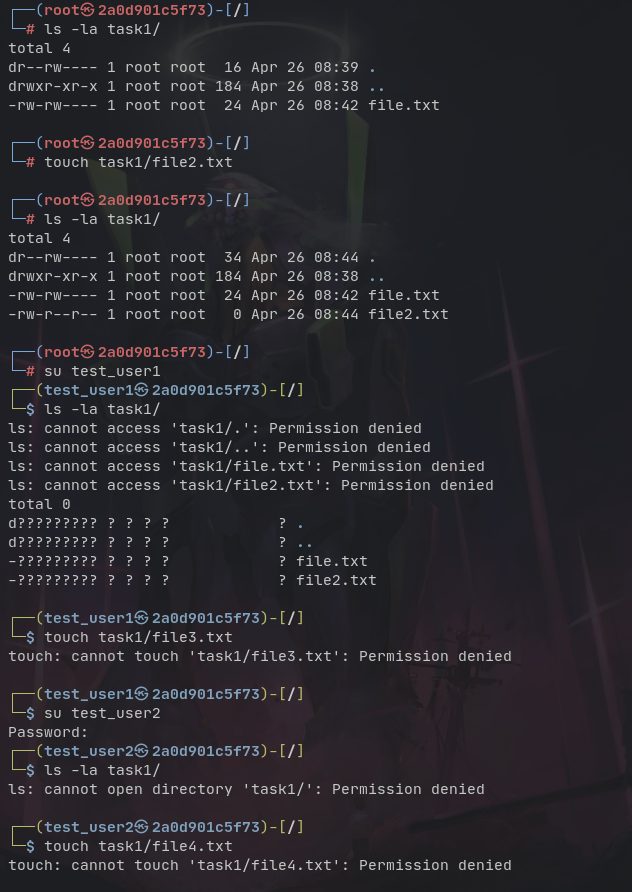 ┌──(root㉿2a0d901c5f73)-[/]
└─# ls -la task1/
total 4
dr--rw---- 1 root root  16 Apr 26 08:39 .
drwxr-xr-x 1 root root 184 Apr 26 08:38 ..
-rw-rw---- 1 root root  24 Apr 26 08:42 file.txt
┌──(root㉿2a0d901c5f73)-[/]
└─# touch task1/file2.txt
┌──(root㉿2a0d901c5f73)-[/]
└─# ls -la task1/
total 4
dr--rw---- 1 root root  34 Apr 26 08:44 .
drwxr-xr-x 1 root root 184 Apr 26 08:38 ..
-rw-rw---- 1 root root  24 Apr 26 08:42 file.txt
-rw-r--r-- 1 root root   0 Apr 26 08:44 file2.txt
┌──(root㉿2a0d901c5f73)-[/]
└─# su test_user1
┌──(test_user1㉿2a0d901c5f73)-[/]
└─$ ls -la task1/
ls: cannot access 'task1/.': Permission denied
ls: cannot access 'task1/..': Permission denied
ls: cannot access 'task1/file.txt': Permission denied
ls: cannot access 'task1/file2.txt': Permission denied
total 0
d????????? ? ? ? ?            ? .
d????????? ? ? ? ?            ? ..
-????????? ? ? ? ?            ? file.txt
-????????? ? ? ? ?            ? file2.txt
┌──(test_user1㉿2a0d901c5f73)-[/]
└─$ touch task1/file3.txt
touch: cannot touch 'task1/file3.txt': Permission denied
┌──(test_user1㉿2a0d901c5f73)-[/]
└─$ su test_user2
Password:
┌──(test_user2㉿2a0d901c5f73)-[/]
└─$ ls -la task1/
ls: cannot open directory 'task1/': Permission denied
┌──(test_user2㉿2a0d901c5f73)-[/]
└─$ touch task1/file4.txt
touch: cannot touch 'task1/file4.txt': Permission denied